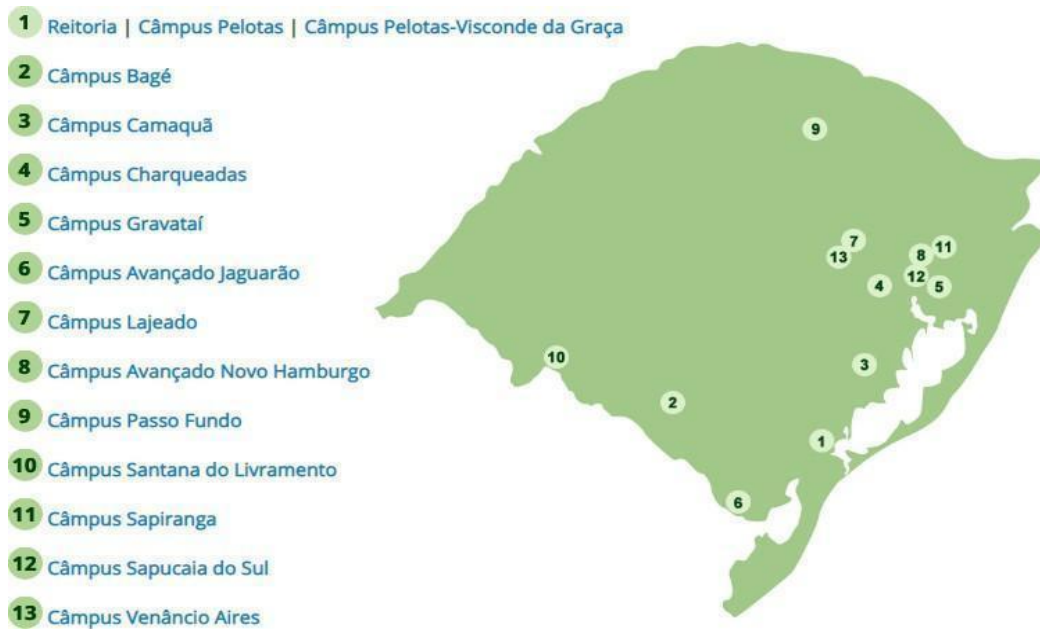 1 Reitoria | Câmpus Pelotas | Câmpus Pelotas-Visconde da Graça
2 Câmpus Bagé
3 Câmpus Camaquã
4 Câmpus Charqueadas
5 Câmpus Gravataí
6 Câmpus Avançado Jaguarão
7 Câmpus Lajeado
8 Câmpus Avançado Novo Hamburgo
9 Câmpus Passo Fundo
10 Câmpus Santana do Livramento
11 Câmpus Sapiranga
12 Câmpus Sapucaia do Sul
13 Câmpus Venâncio Aires
9
7
11
13
8
12
4
5
10
3
2
1
6